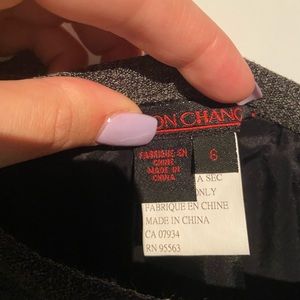 ON CHANG
FABRIQUE EN
CHINE
MADE IN
CHINA
6
A SEC
ONLY
FABRIQUE EN CHINE
MADE IN CHINA
CA 07934
RN 95563